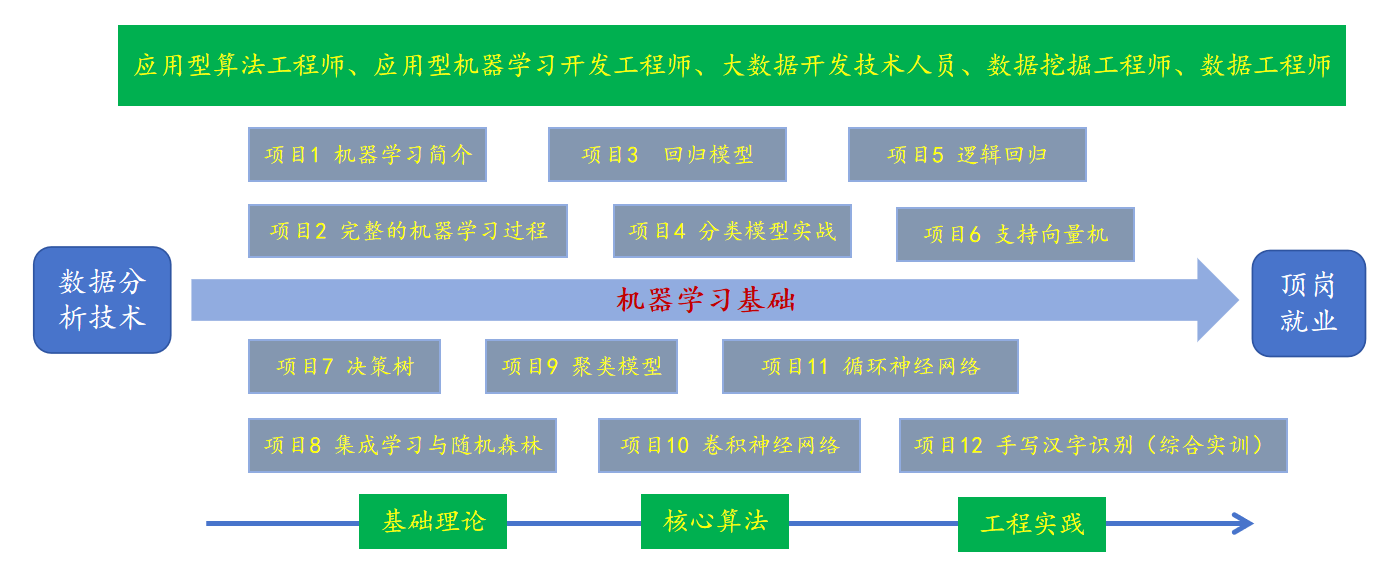 应用型算法工程师、应用型机器学习开发工程师、大数据开发技术人员、数据挖掘工程师、数据工程师
项目1 机器学习简介
项目3 回归模型
项目5 逻辑回归
项目2 完整的机器学习过程
项目4 分类模型实战
项目6 支持向量机
数据分
析技术
机器学习基础
顶岗
就业
项目7 决策树
项目9 聚类模型
项目11 循环神经网络
项目8 集成学习与随机森林
项目10 卷积神经网络
项目12 手写汉字识别（综合实训）
基础理论
核心算法
工程实践